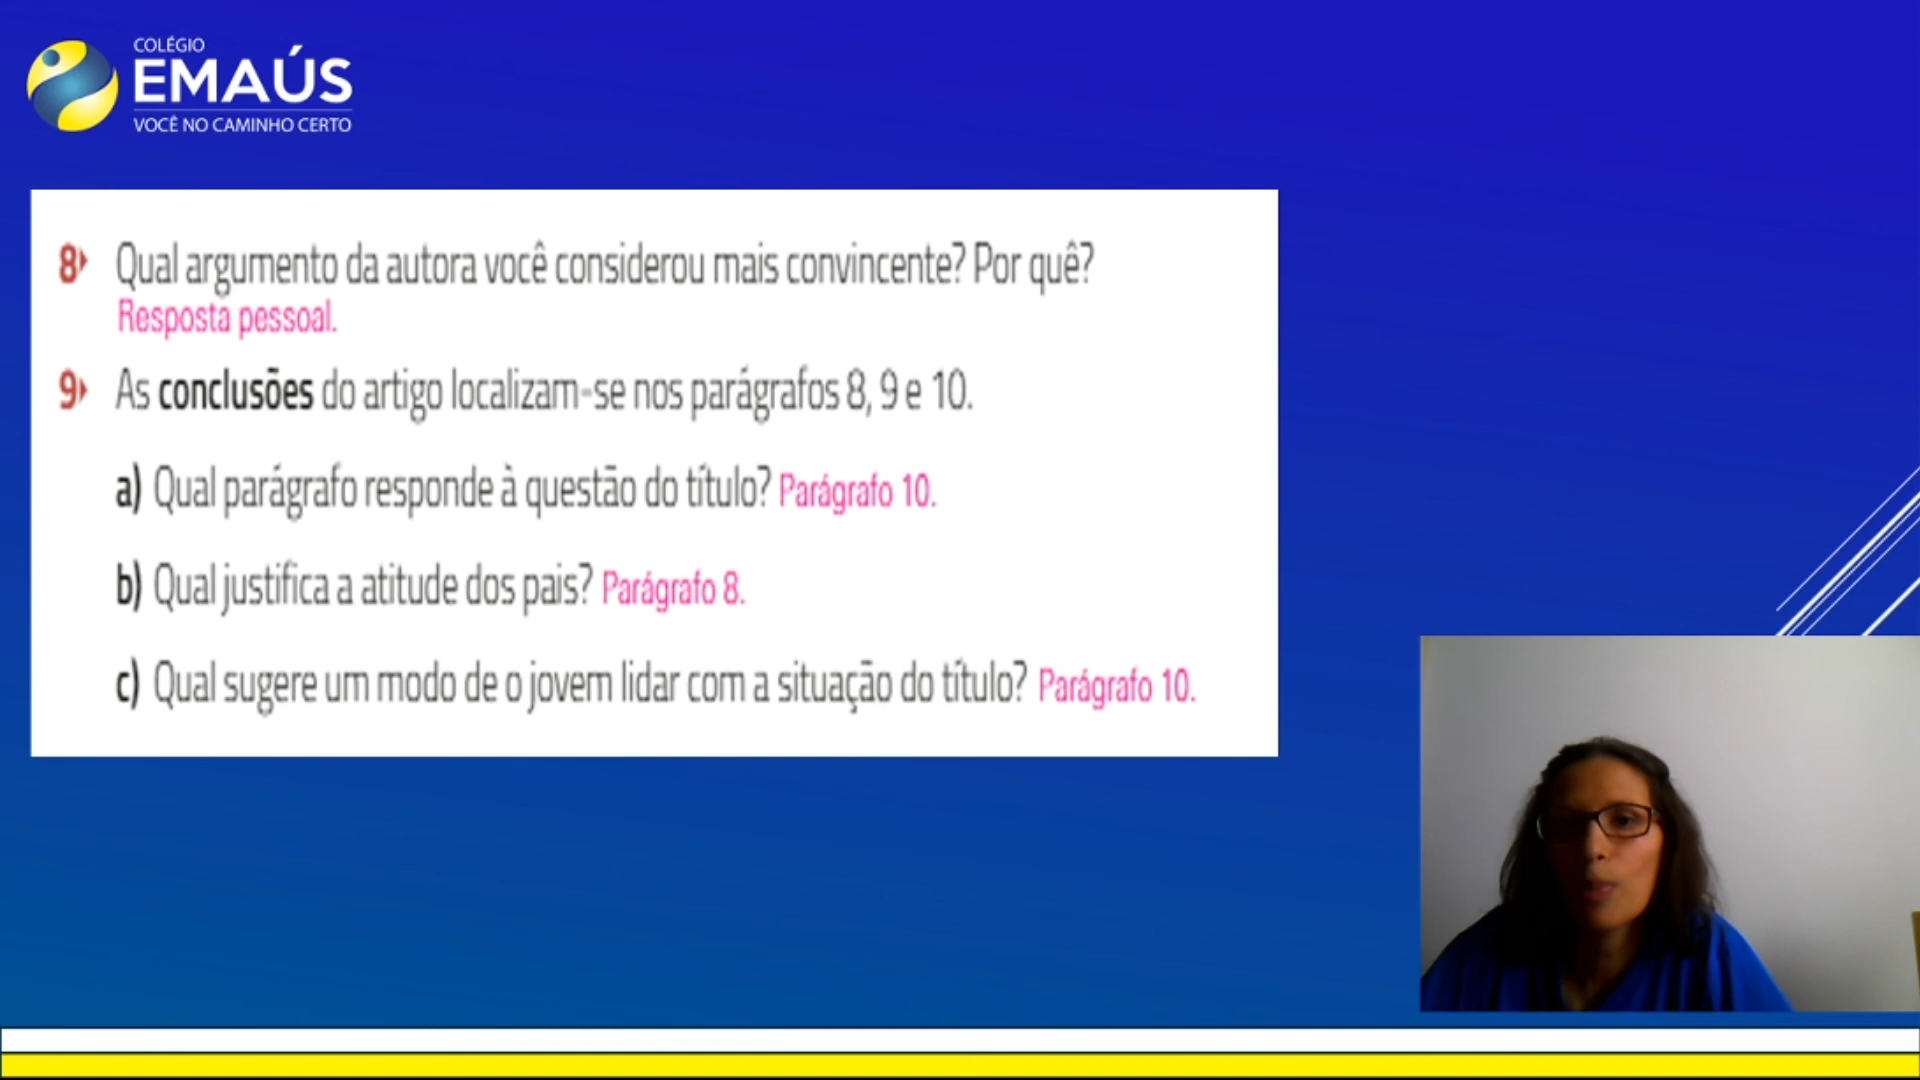 COLÉGIO
EMAÚS
VOCÊ NO CAMINHO CERTO
8 Qual argumento da autora você considerou mais convincente? Por quê?
Resposta pessoal.
9 As conclusões do artigo localizam-se nos parágrafos 8, 9 e 10.
a) Qual parágrafo responde à questão do título? Parágrafo 10.
b) Qual justifica a atitude dos pais? Parágrafo 8.
c) Qual sugere um modo de o jovem lidar com a situação do título? Parágrafo 10.